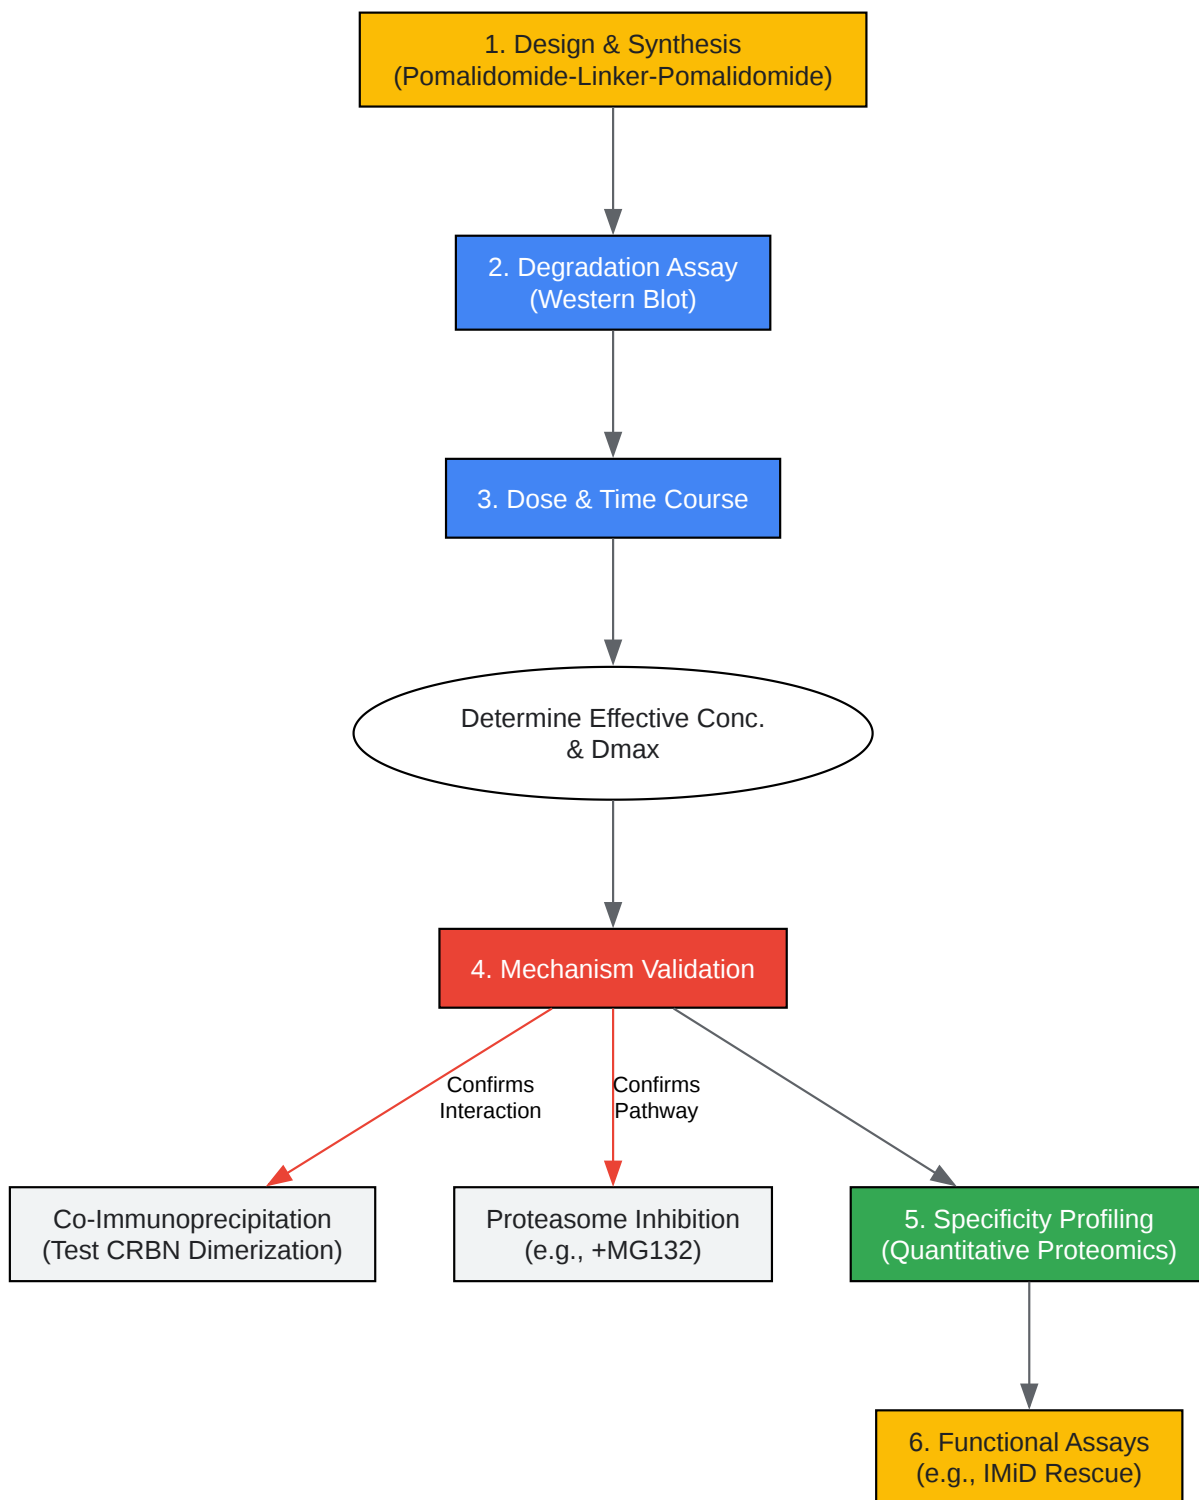 1. Design & Synthesis
(Pomalidomide-Linker-Pomalidomide)
2. Degradation Assay
(Western Blot)
3. Dose & Time Course
Determine Effective Conc.
& Dmax
4. Mechanism Validation
Confirms
Interaction
Confirms
Pathway
Co-Immunoprecipitation
(Test CRBN Dimerization)
Proteasome Inhibition
(e.g., +MG132)
5. Specificity Profiling
(Quantitative Proteomics)
6. Functional Assays
(e.g., IMiD Rescue)